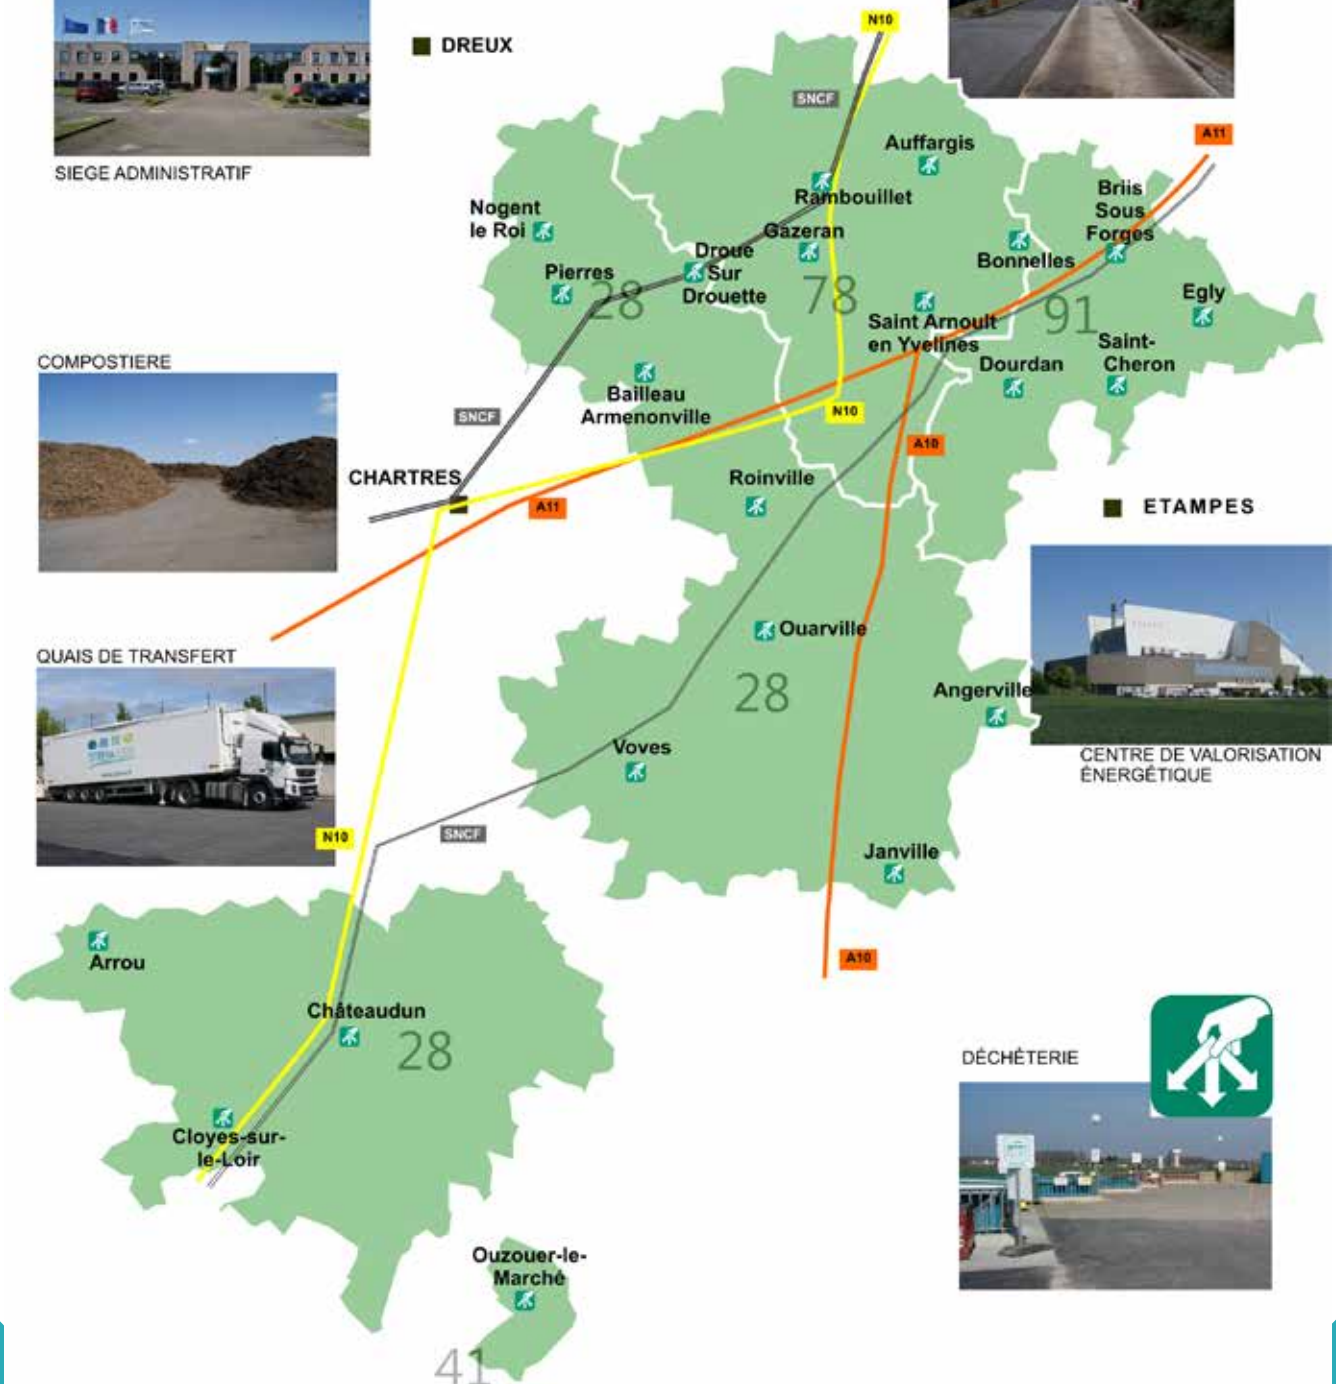 N10
DREUX
SNCF
SIEGE ADMINISTRATIF
A11
Auffargis
Briis
Sous
Forges
Rambouillet
Nogent
le Roi
Gazeran
Bonnelles
Droue
Sur
Drouette
Pierres
28
78
91
Egly
Saint Arnoult
en Yvelines
Saint-
Cheron
Dourdan
COMPOSTIERE
Bailleau
Armenonville
SNCF
N10
A10
CHARTRES
Roinville
A11
ETAMPES
Ouarville
QUAIS DE TRANSFERT
28
Angerville
Voves
CENTRE DE VALORISATION
ÉNERGÉTIQUE
N10
SNCF
Janville
Arrou
A10
Châteaudun
28
DÉCHÈTERIE
Cloyes-sur-
le-Loir
Ouzouer-le-
Marché
41